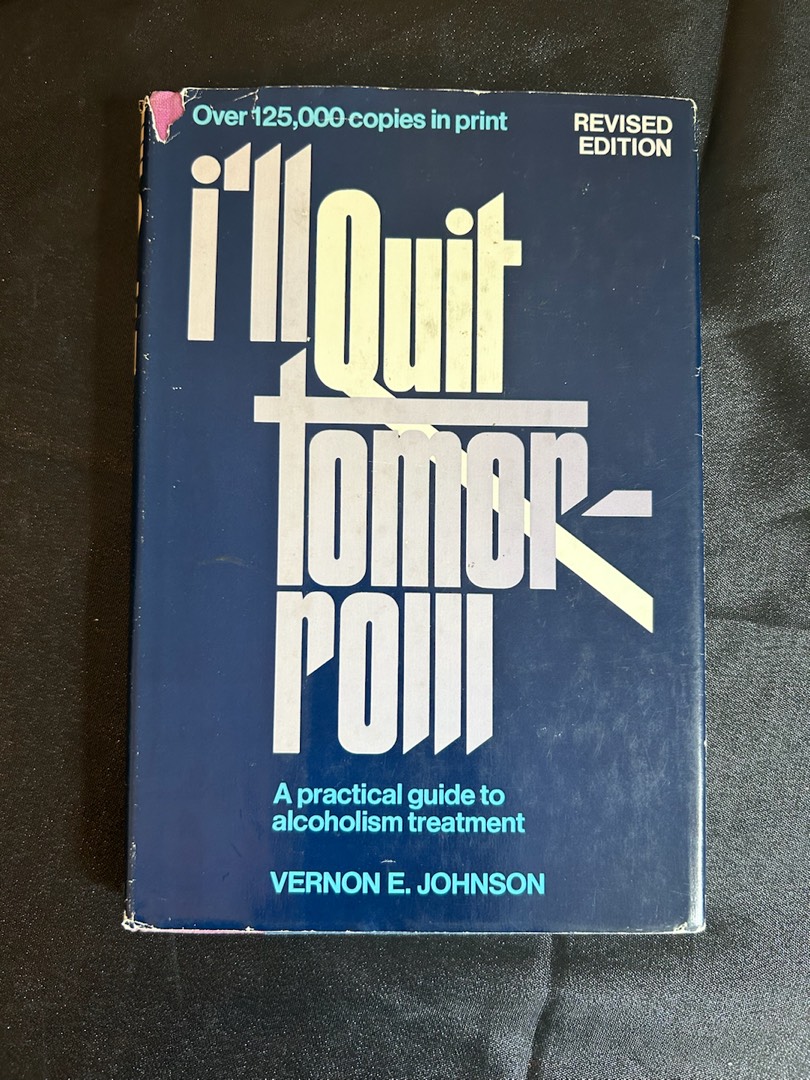 Over 125,000 copies in print
REVISED
EDITION
i'll Quit
tomor-
row
A practical guide to
alcoholism treatment
VERNON E. JOHNSON